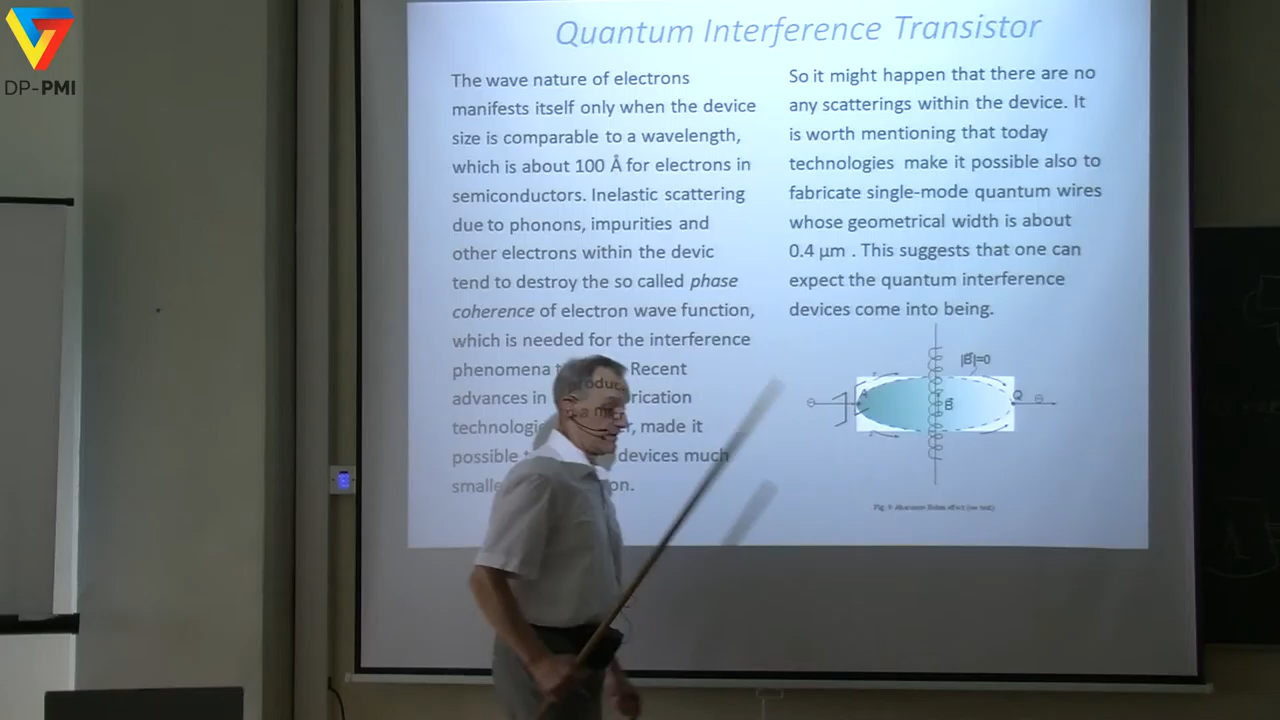 DP-PMI
Quantum Interference Transistor
The wave nature of electrons
manifests itself only when the device
size is comparable to a wavelength,
which is about 100 Å for electrons in
semiconductors. Inelastic scattering
due to phonons, impurities and
other electrons within the devic
tend to destroy the so called phase
coherence of electron wave function,
which is needed for the interference
phenomena Recent
advances in
made it
possible devices much
So it might happen that there are no
any scatterings within the device. It
is worth mentioning that today
technologies make it possible also to
fabricate single-mode quantum wires
whose geometrical width is about
0.4 µm . This suggests that one can
expect the quantum interference
devices come into being.
|B|=0
B
Q